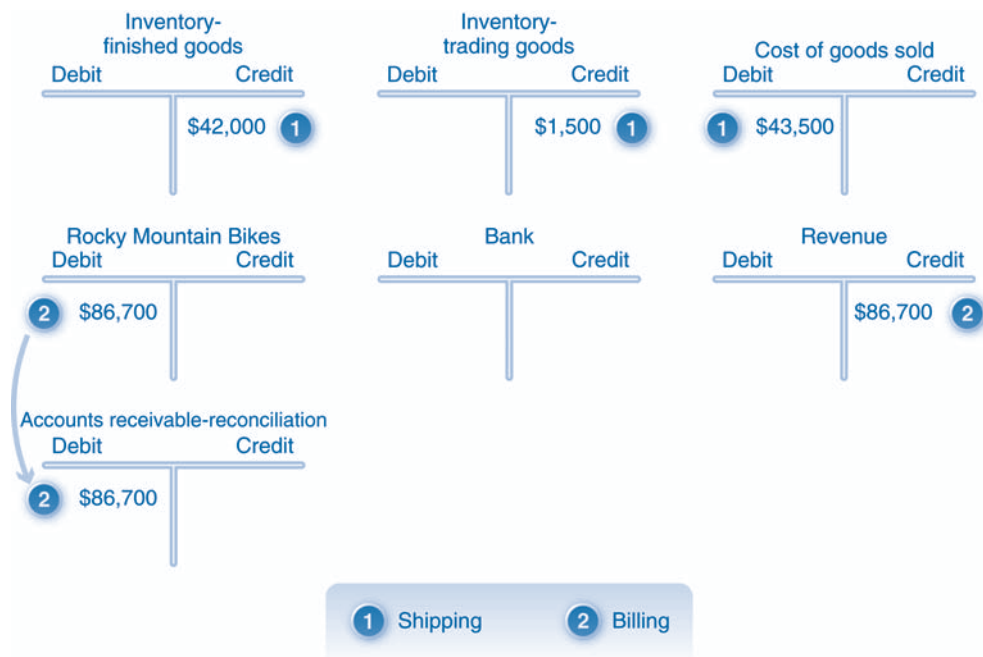 Inventory-
finished goods
Debit Credit
$42,000 1
Inventory-
trading goods
Debit Credit
$1,500 1
Cost of goods sold
Debit Credit
1 $43,500
Rocky Mountain Bikes
Debit Credit
2 $86,700
Bank
Debit Credit
Revenue
Debit Credit
$86,700 2
Accounts receivable-reconciliation
Debit Credit
2 $86,700
1 Shipping 2 Billing